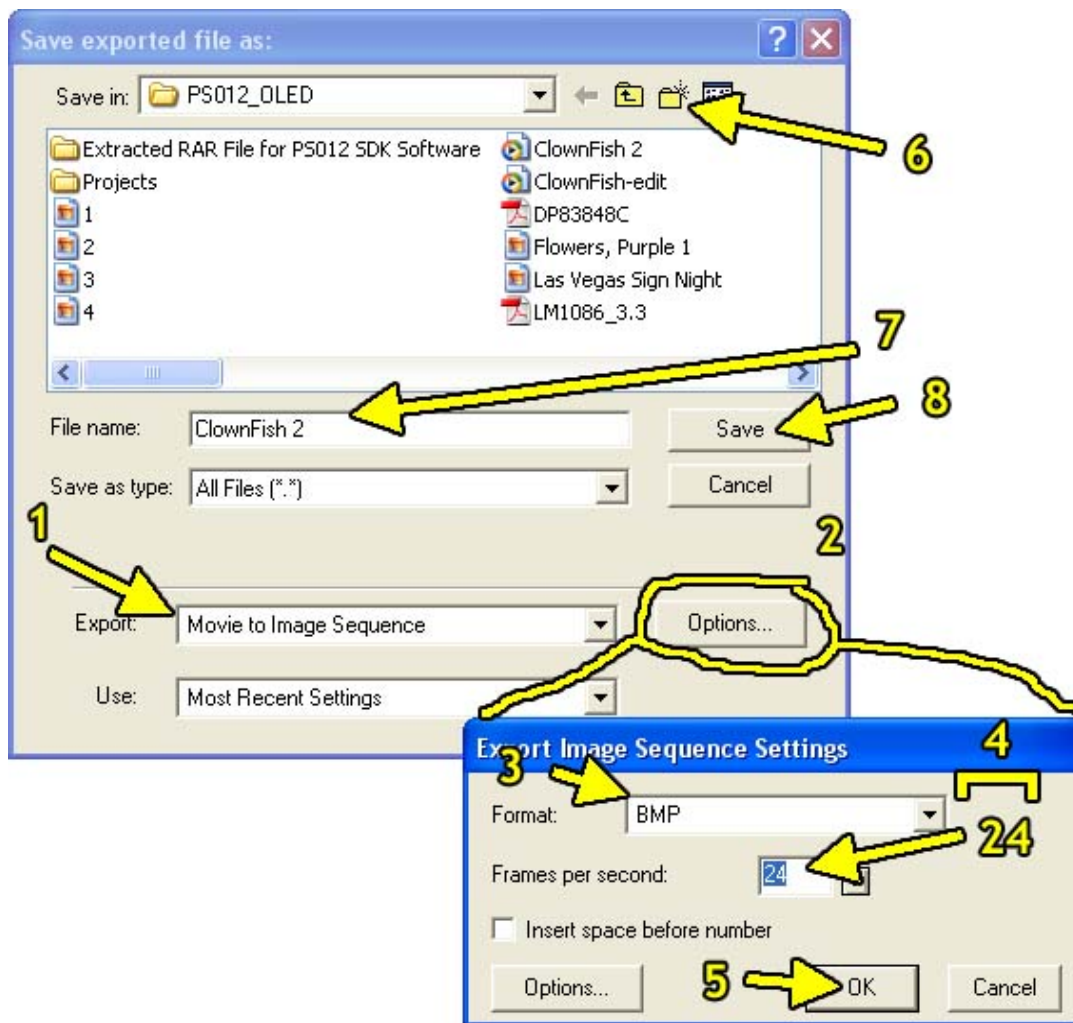 Save exported file as:
Save in: PS012_OLED
6
Extracted RAR File for PS012 SDK Software
Projects
1
2
3
4
ClownFish 2
ClownFish-edit
DP83848C
Flowers, Purple 1
Las Vegas Sign Night
LM1086_3.3
7
File name: ClownFish 2
Save
8
Save as type: All Files (*.*)
Cancel
1
2
Export: Movie to Image Sequence
Options...
Use: Most Recent Settings
Export Image Sequence Settings
3
4
Format: BMP
24
Frames per second: 24
Insert space before number
Options...
5
OK
Cancel